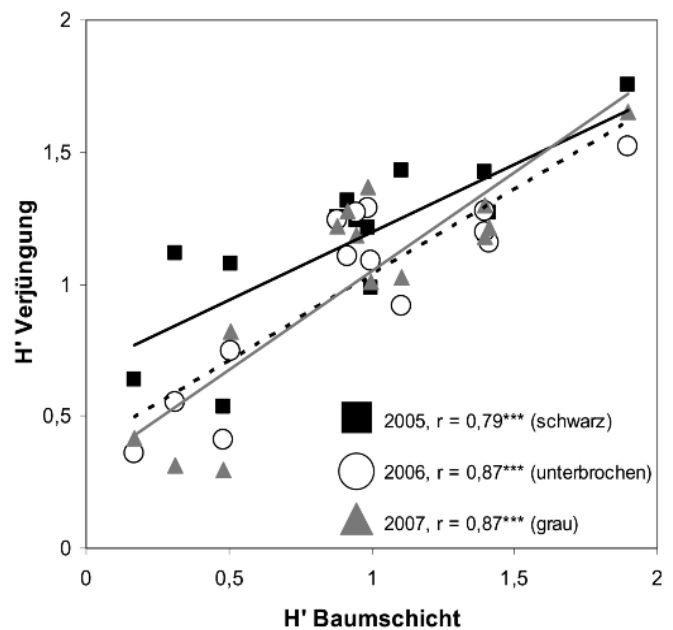 2
1,5
1
0,5
0
H' Verjüngung
2005, r = 0,79*** (schwarz)
2006, r = 0,87*** (unterbrochen)
2007, r = 0,87*** (grau)
0 0,5 1 1,5 2
H' Baumschicht